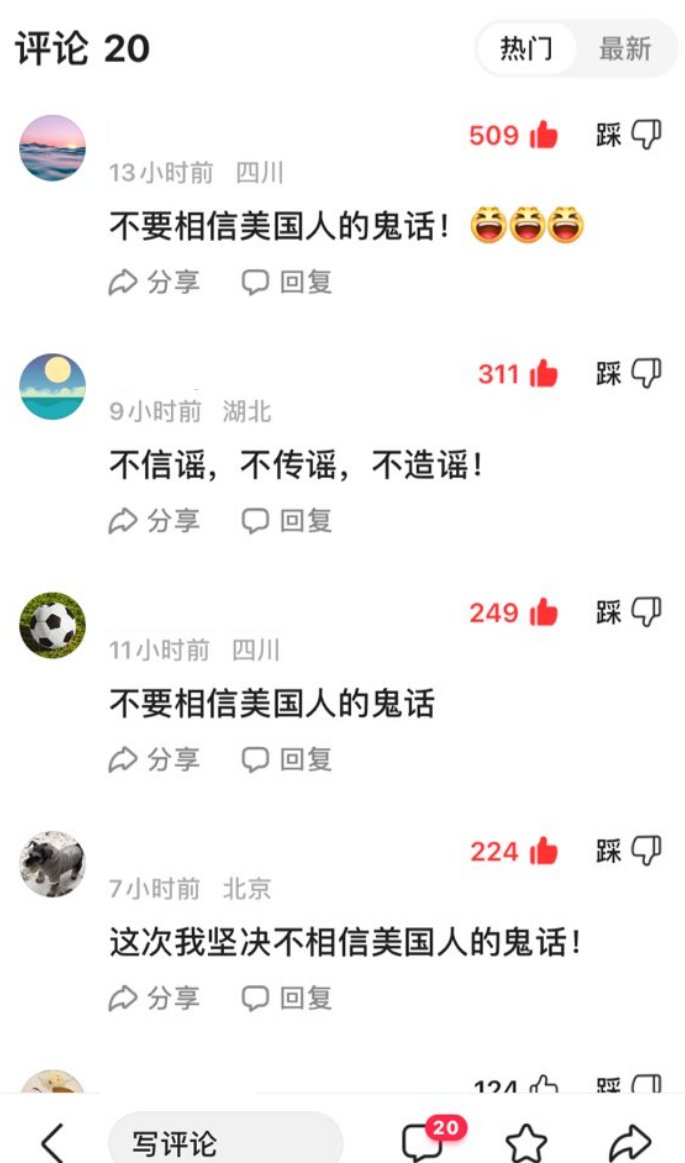 评论 20
热门 最新
509 踩
13小时前 四川
不要相信美国人的鬼话！😆😆😆
分享 回复
311 踩
9小时前 湖北
不信谣，不传谣，不造谣！
分享 回复
249 踩
11小时前 四川
不要相信美国人的鬼话
分享 回复
224 踩
7小时前 北京
这次我坚决不相信美国人的鬼话！
分享 回复
124 踩
写评论 20